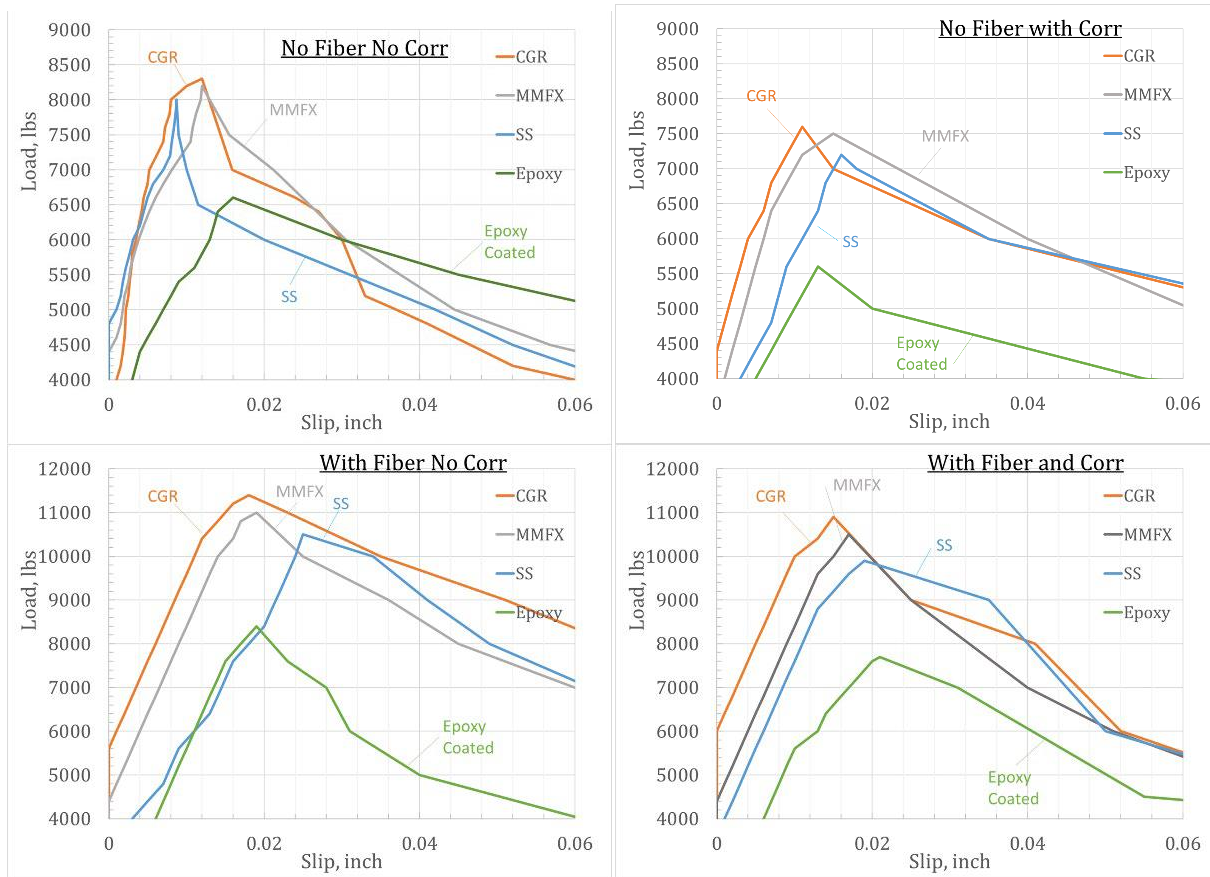 No Fiber No Corr
9000
8500
8000
7500
7000
6500
6000
5500
5000
4500
4000
Load, lbs
CGR
MMFX
SS
Epoxy
Coated
CGR
MMFX
SS
Epoxy
0
0.02
0.04
0.06
Slip, inch
No Fiber with Corr
9000
8500
8000
7500
7000
6500
6000
5500
5000
4500
4000
Load, lbs
CGR
MMFX
SS
Epoxy
Coated
CGR
MMFX
SS
Epoxy
0
0.02
0.04
0.06
Slip, inch
With Fiber No Corr
12000
11000
10000
9000
8000
7000
6000
5000
4000
Load, lbs
CGR
MMFX
SS
Epoxy
Coated
CGR
MMFX
SS
Epoxy
0
0.02
0.04
0.06
Slip, inch
With Fiber and Corr
12000
11000
10000
9000
8000
7000
6000
5000
4000
Load, lbs
CGR
MMFX
SS
Epoxy
Coated
CGR
MMFX
SS
Epoxy
0
0.02
0.04
0.06
Slip, inch